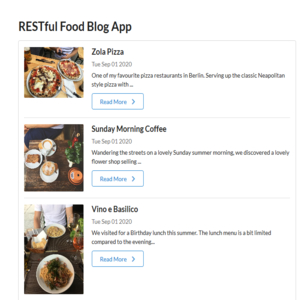 RESTful Food Blog App
Zola Pizza
Tue Sep 01 2020
One of my favourite pizza restaurants in Berlin. Serving up the classic Neapolitan
style pizza with ...
Read More
Sunday Morning Coffee
Tue Sep 01 2020
Wandering the streets on a lovely Sunday summer morning, we discovered a lovely
flower shop selling ...
Read More
Vino e Basilico
Tue Sep 01 2020
We visited for a Birthday lunch this summer. The lunch menu is a bit limited
compared to the evening...
Read More